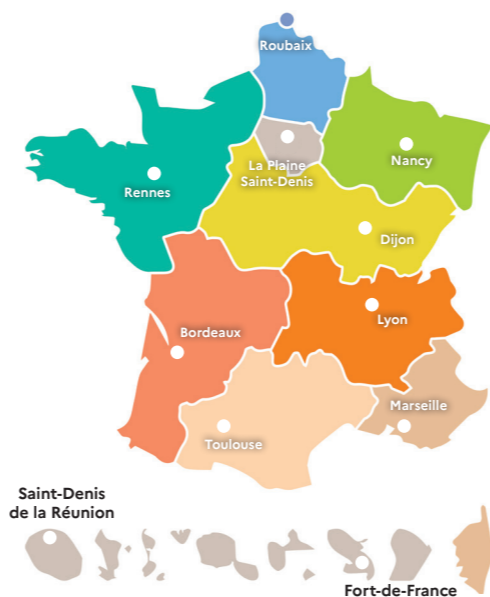 Roubaix
La Plaine
Saint-Denis
Nancy
Rennes
Dijon
Lyon
Bordeaux
Marseille
Toulouse
Saint-Denis
de la Réunion
Fort-de-France